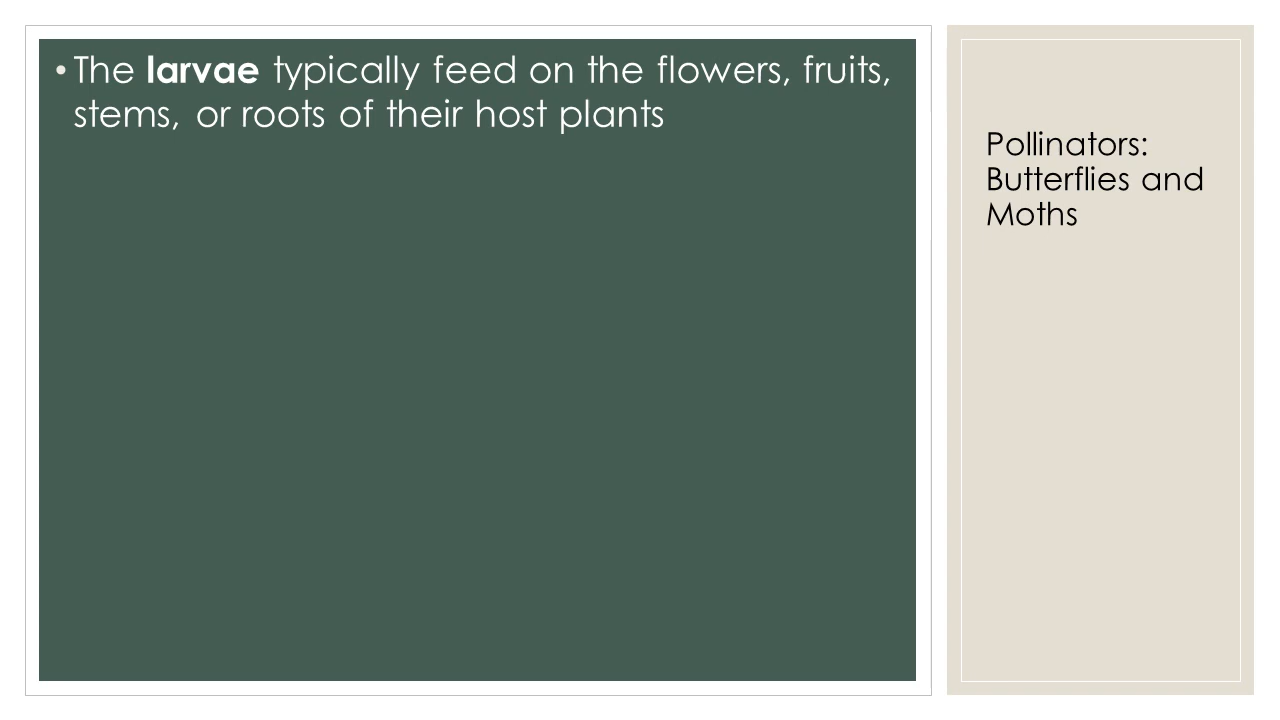 • The larvae typically feed on the flowers, fruits,
stems, or roots of their host plants
Pollinators:
Butterflies and
Moths